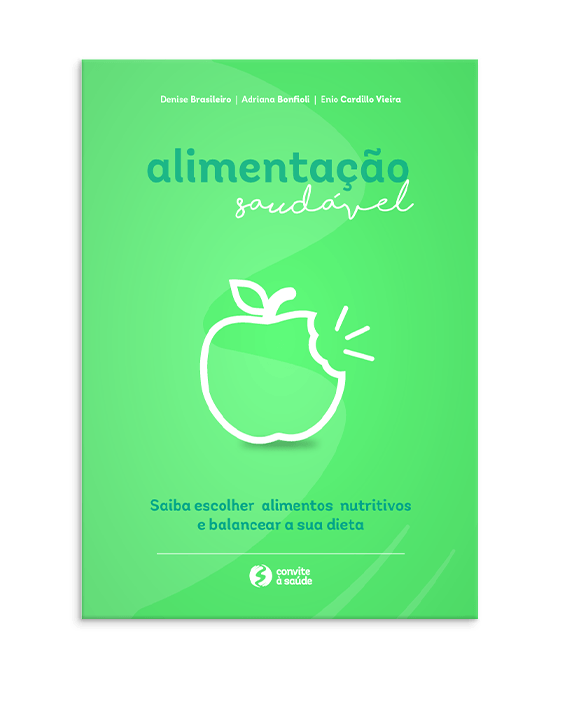 Denise Brasileiro | Adriana Bonfioli | Enio Cardillo Vieira
alimentação
saudável
Saiba escolher alimentos nutritivos
e balancear a sua dieta
convite
à saúde